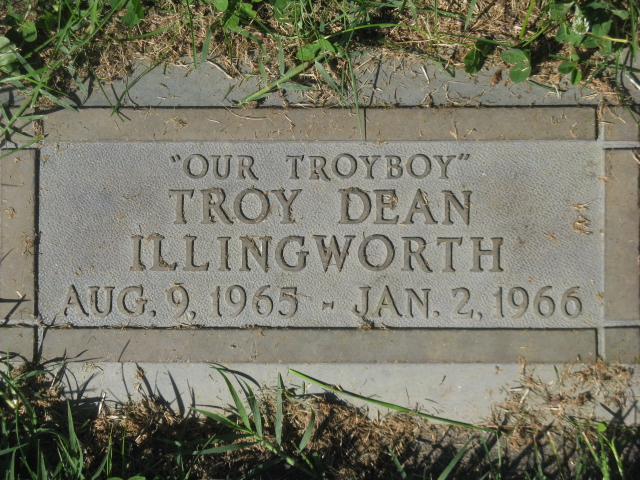 "OUR TROYBOY"
TROY DEAN
ILLINGWORTH
AUG. 9, 1965 - JAN. 2, 1966